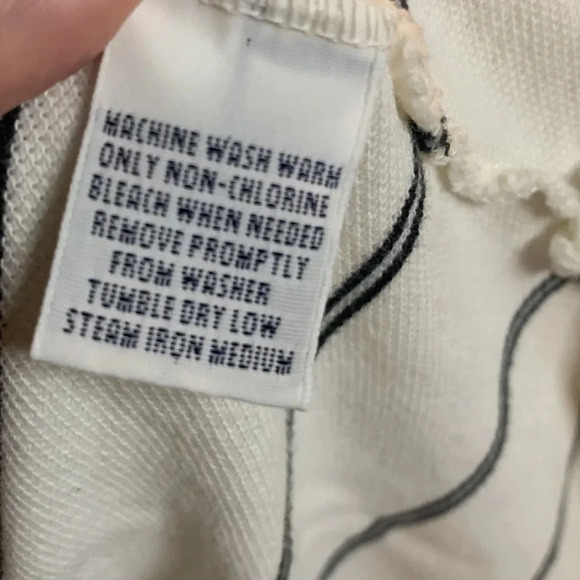 MACHINE WASH WARM
ONLY NON-CHLORINE
BLEACH WHEN NEEDED
REMOVE PROMPTLY
FROM WASHER
TUMBLE DRY LOW
STEAM IRON MEDIUM